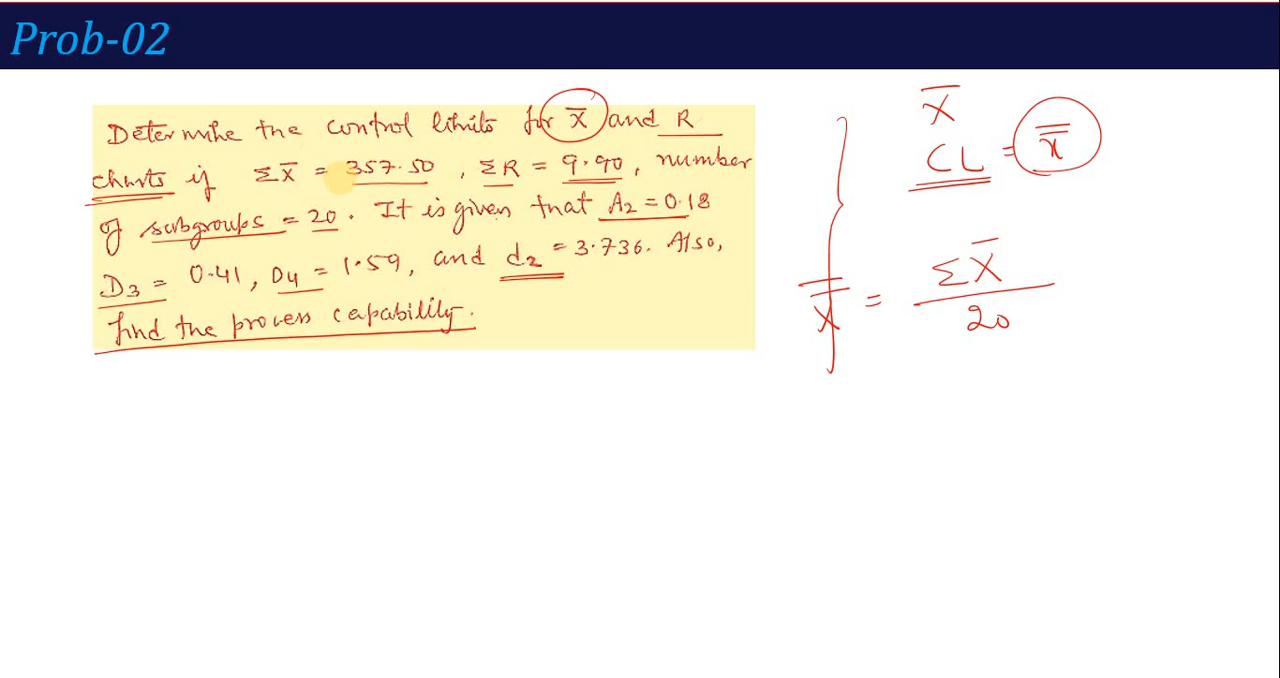 Prob-02
Determine the control limits for X̅ and R
charts if ΣX̅ = 357.50, ΣR = 9.90, number
of subgroups = 20. It is given that A₂ = 0.18
D₃ = 0.41, D₄ = 1.59, and d₂ = 3.736. Also,
find the process capability.
X̅
CL = x̿
X̿ = ΣX̅ / 20